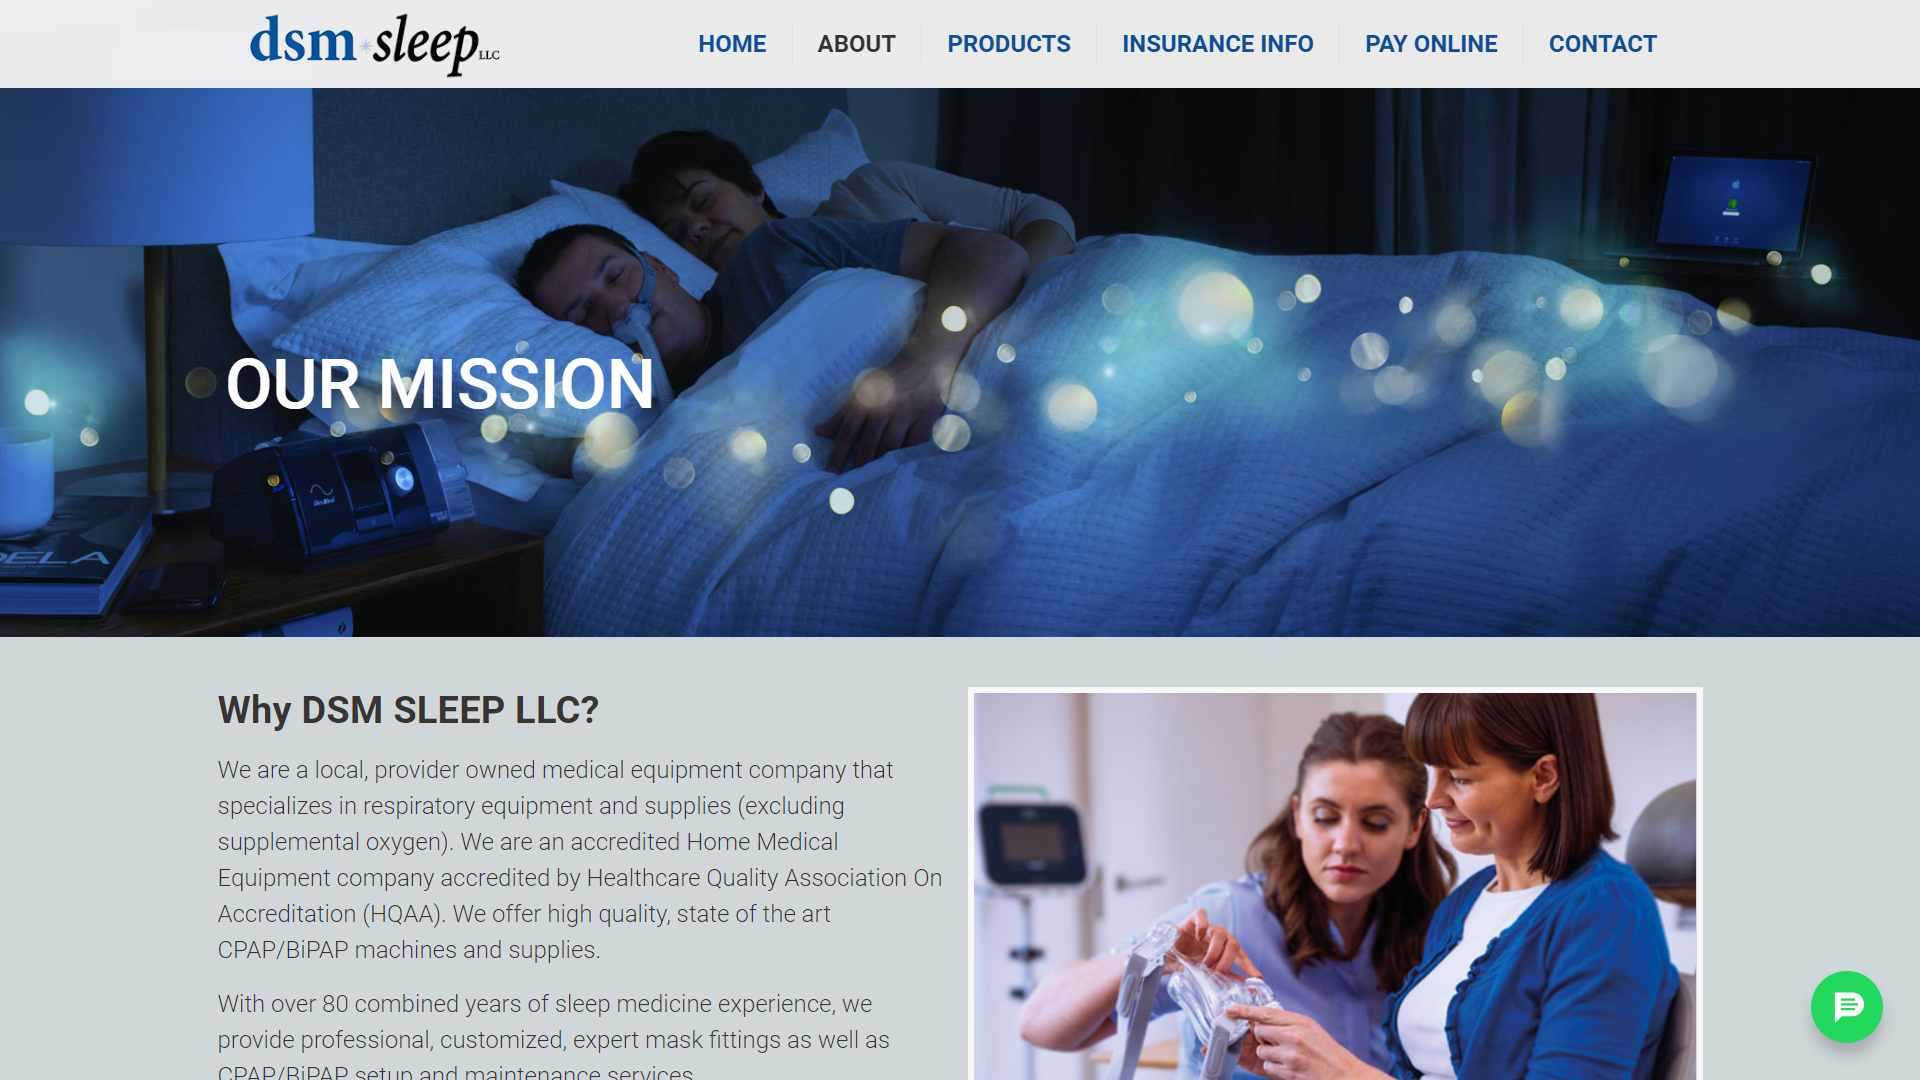 dsm sleep LLC
HOME
ABOUT
PRODUCTS
INSURANCE INFO
PAY ONLINE
CONTACT
OUR MISSION
DELA
Why DSM SLEEP LLC?
We are a local, provider owned medical equipment company that
specializes in respiratory equipment and supplies (excluding
supplemental oxygen). We are an accredited Home Medical
Equipment company accredited by Healthcare Quality Association On
Accreditation (HQAA). We offer high quality, state of the art
CPAP/BiPAP machines and supplies.
With over 80 combined years of sleep medicine experience, we
provide professional, customized, expert mask fittings as well as
CPAP/BiPAP setup and maintenance services.